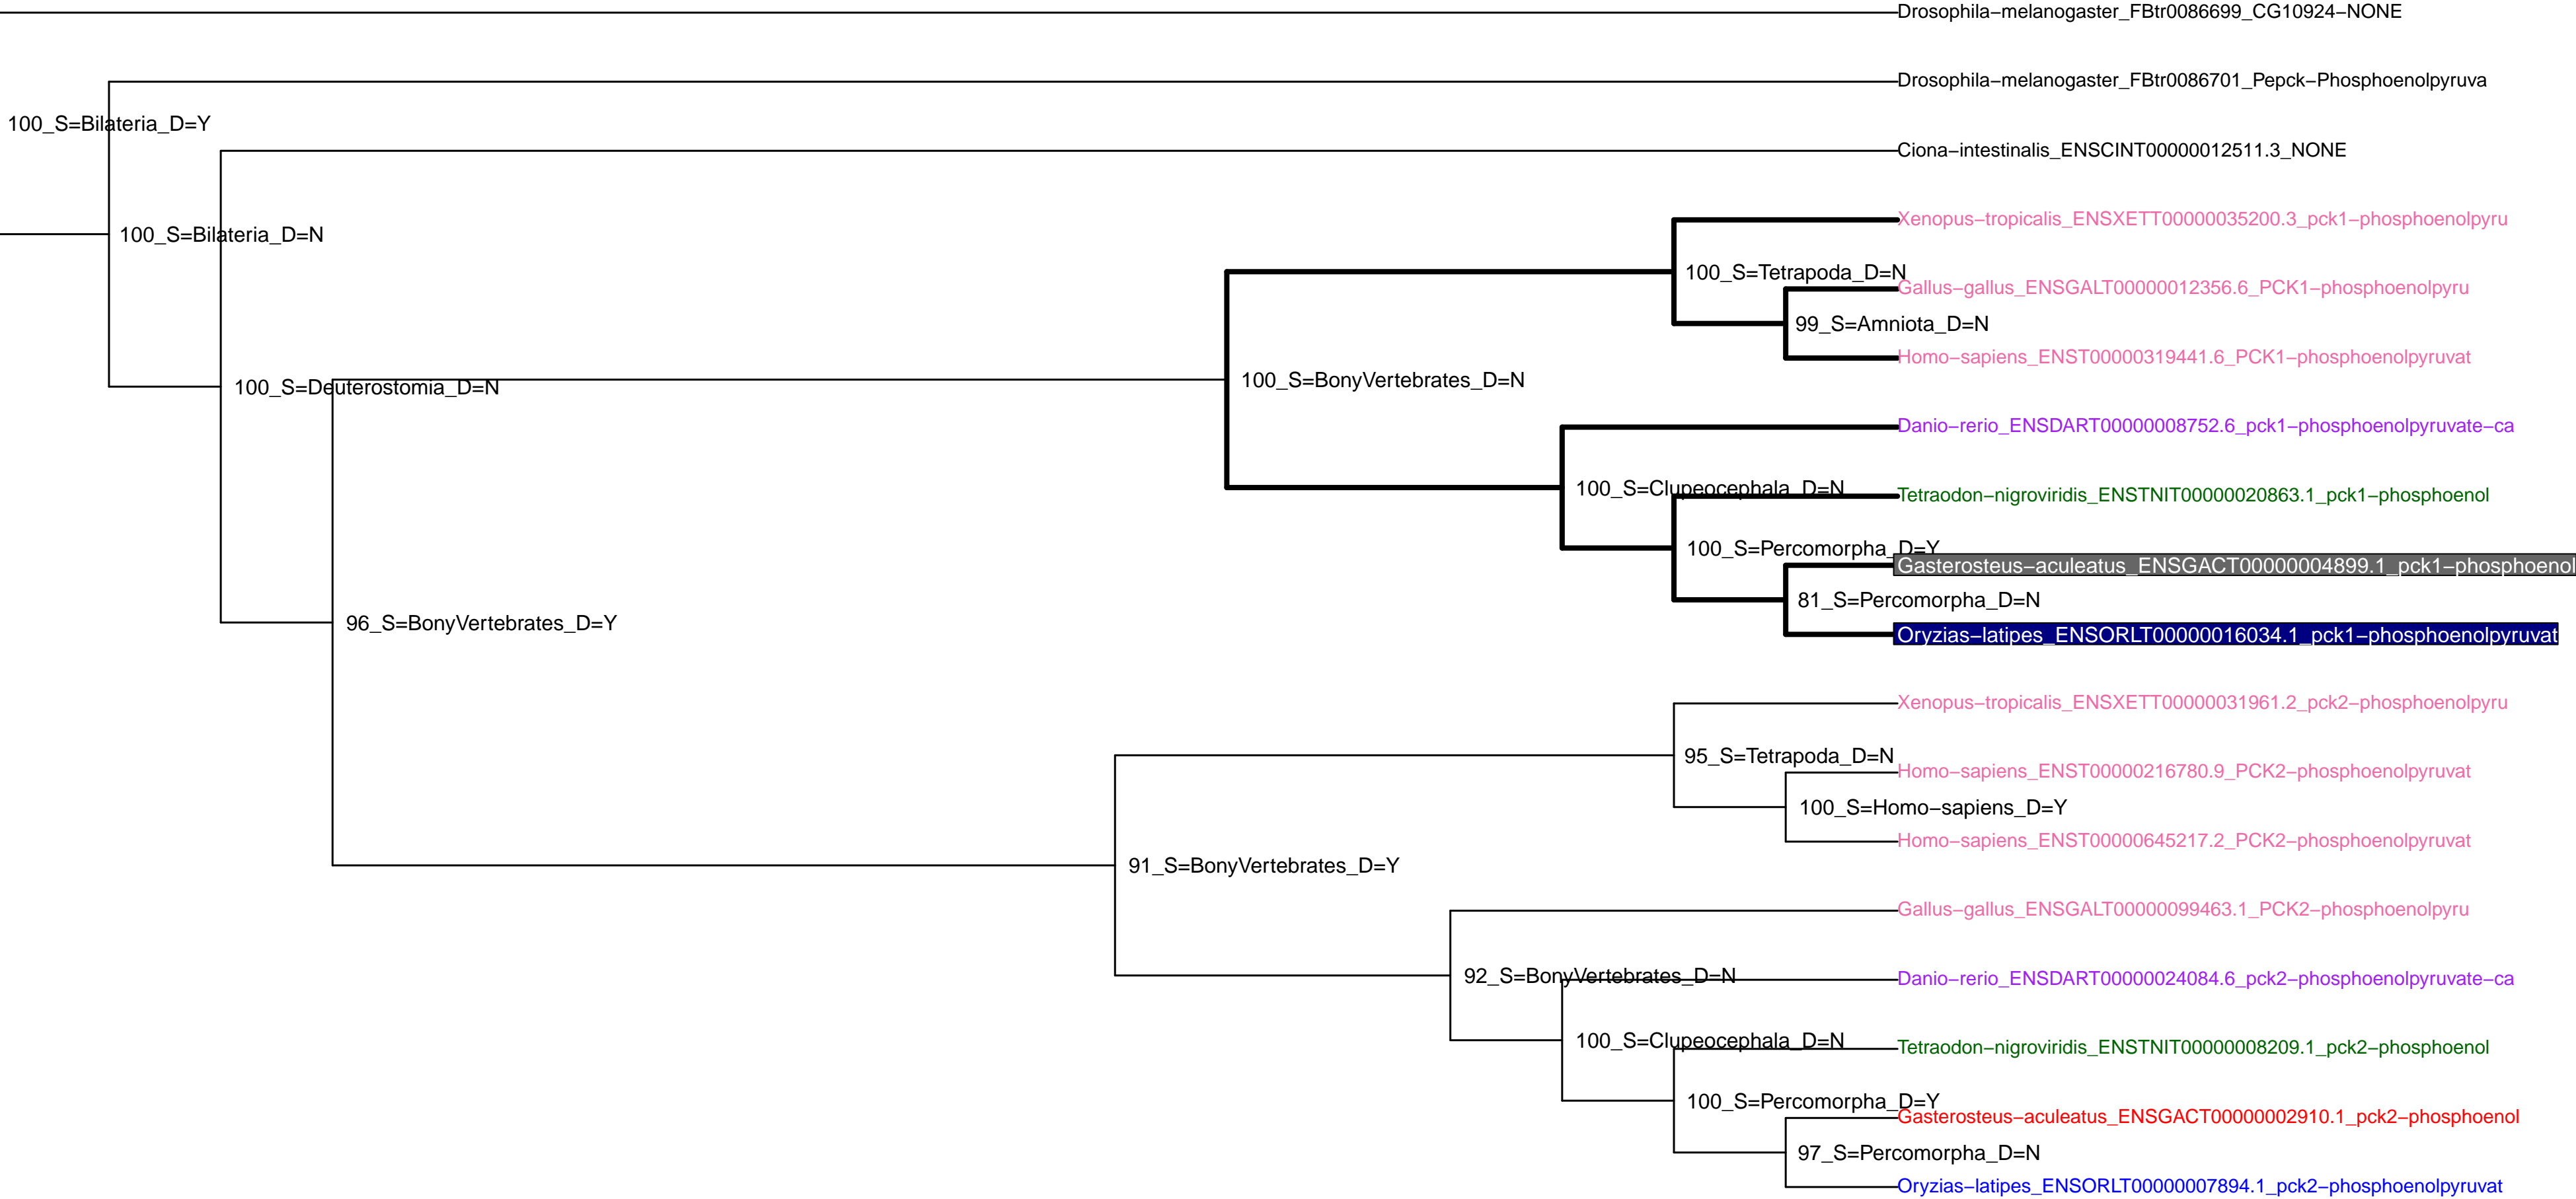 Drosophila−melanogaster_FBtr0086699_CG10924−NONE
Drosophila−melanogaster_FBtr0086701_Pepck−Phosphoenolpyruva
100_S=Bilateria_D=Y
Ciona−intestinalis_ENSCINT00000012511.3_NONE
Xenopus−tropicalis_ENSXETT00000035200.3_pck1−phosphoenolpyru
100_S=Bilateria_D=N
100_S=Tetrapoda_D=N
Gallus−gallus_ENSGALT00000012356.6_PCK1−phosphoenolpyru
99_S=Amniota_D=N
Homo−sapiens_ENST00000319441.6_PCK1−phosphoenolpyruvat
100_S=BonyVertebrates_D=N
100_S=Deuterostomia_D=N
Danio−rerio_ENSDART00000008752.6_pck1−phosphoenolpyruvate−ca
100_S=Clupeocephala_D=N
Tetraodon−nigroviridis_ENSTNIT00000020863.1_pck1−phosphoenol
100_S=Percomorpha_D=Y
Gasterosteus−aculeatus_ENSGACT00000004899.1_pck1−phosphoenol
81_S=Percomorpha_D=N
96_S=BonyVertebrates_D=Y
Oryzias−latipes_ENSORLT00000016034.1_pck1−phosphoenolpyruvat
Xenopus−tropicalis_ENSXETT00000031961.2_pck2−phosphoenolpyru
95_S=Tetrapoda_D=N
Homo−sapiens_ENST00000216780.9_PCK2−phosphoenolpyruvat
100_S=Homo−sapiens_D=Y
Homo−sapiens_ENST00000645217.2_PCK2−phosphoenolpyruvat
91_S=BonyVertebrates_D=Y
Gallus−gallus_ENSGALT00000099463.1_PCK2−phosphoenolpyru
92_S=BonyVertebrates_D=N
Danio−rerio_ENSDART00000024084.6_pck2−phosphoenolpyruvate−ca
100_S=Clupeocephala_D=N
Tetraodon−nigroviridis_ENSTNIT00000008209.1_pck2−phosphoenol
100_S=Percomorpha_D=Y
Gasterosteus−aculeatus_ENSGACT00000002910.1_pck2−phosphoenol
97_S=Percomorpha_D=N
Oryzias−latipes_ENSORLT00000007894.1_pck2−phosphoenolpyruvat